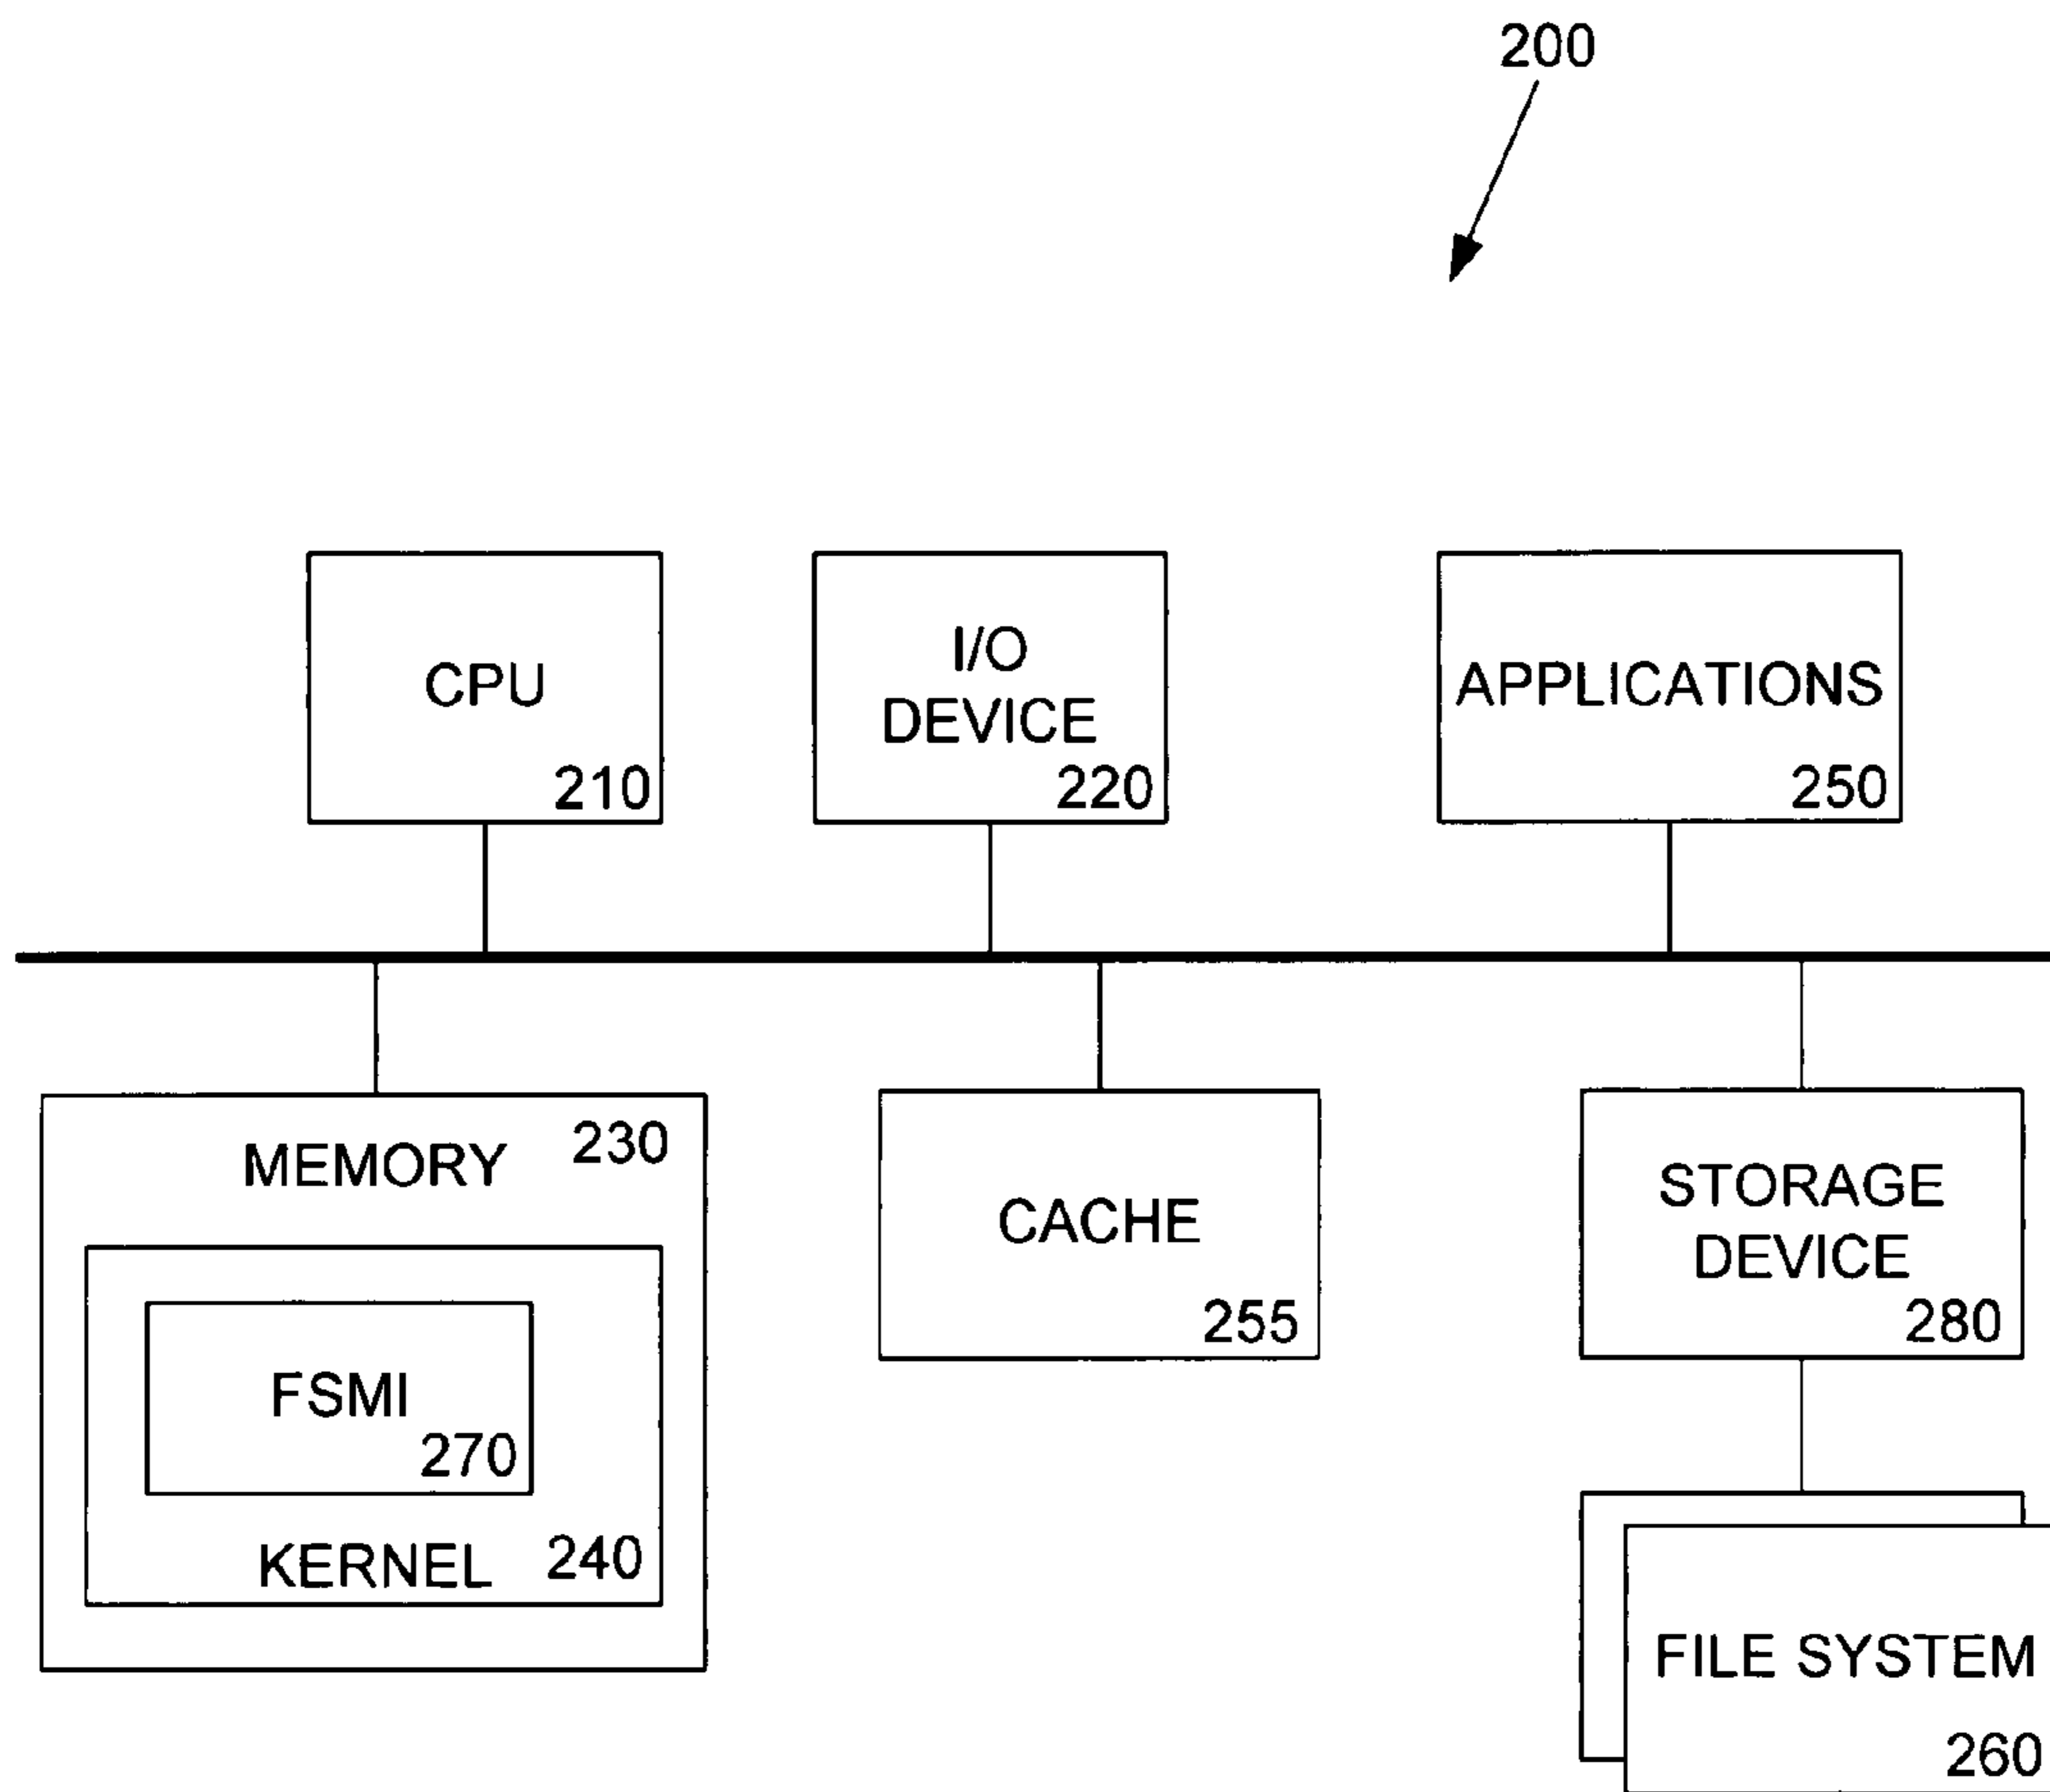 200
CPU
210
I/O
DEVICE
220
APPLICATIONS
250
MEMORY
230
FSMI
270
KERNEL
240
CACHE
255
STORAGE
DEVICE
280
FILE SYSTEM
260